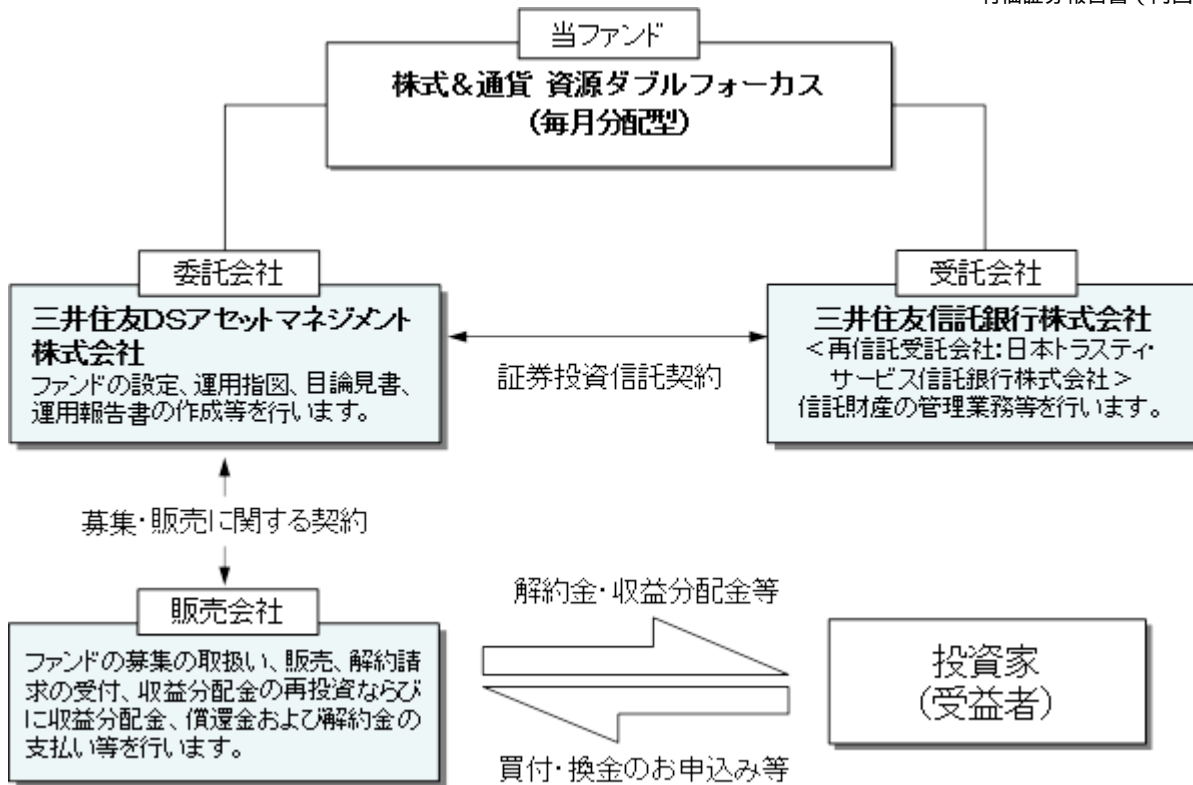 当ファンド
株式&通貨 資源ダブルフォーカス
(毎月分配型)
委託会社
三井住友DSアセットマネジメント
株式会社
ファンドの設定、運用指図、目論見書、
運用報告書の作成等を行います。
証券投資信託契約
受託会社
三井住友信託銀行株式会社
<再信託受託会社:日本トラスティ・
サービス信託銀行株式会社>
信託財産の管理業務等を行います。
募集・販売に関する契約
販売会社
ファンドの募集の取扱い、販売、解約請
求の受付、収益分配金の再投資ならび
に収益分配金、償還金および解約金の
支払い等を行います。
解約金・収益分配金等
買付・換金のお申込み等
投資家
(受益者)